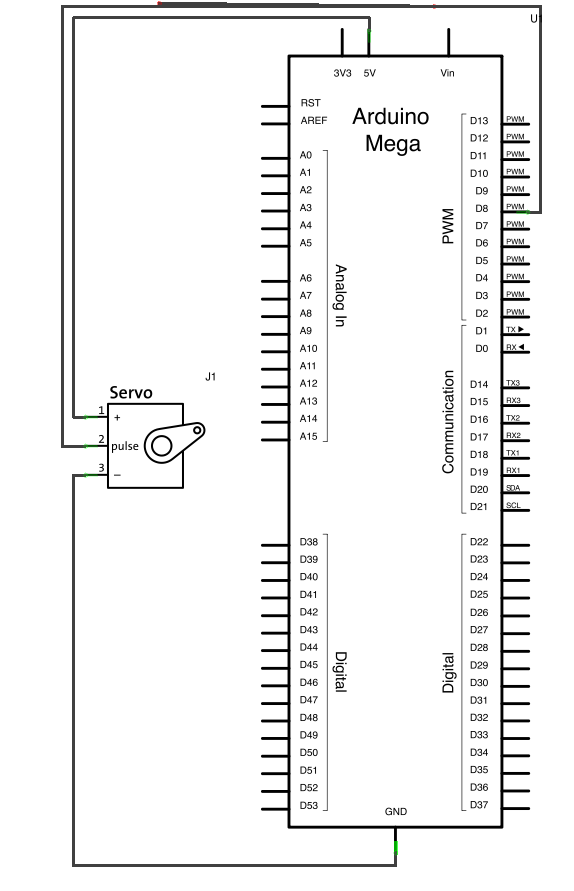 U1
3V3 5V Vin
RST
AREF
Arduino
Mega
A0
A1
A2
A3
A4
A5
A6
A7
A8
A9
A10
A11
A12
A13
A14
A15
Analog In
D13 PWM
D12 PWM
D11 PWM
D10 PWM
D9 PWM
D8 PWM
D7 PWM
D6 PWM
D5 PWM
D4 PWM
D3 PWM
D2 PWM
PWM
D1 TX
D0 RX
D14 TX3
D15 RX3
D16 TX2
D17 RX2
D18 TX1
D19 RX1
D20 SDA
D21 SCL
Communication
J1
Servo
1 +
2 pulse
3 −
D38
D39
D40
D41
D42
D43
D44
D45
D46
D47
D48
D49
D50
D51
D52
D53
Digital
D22
D23
D24
D25
D26
D27
D28
D29
D30
D31
D32
D33
D34
D35
D36
D37
Digital
GND